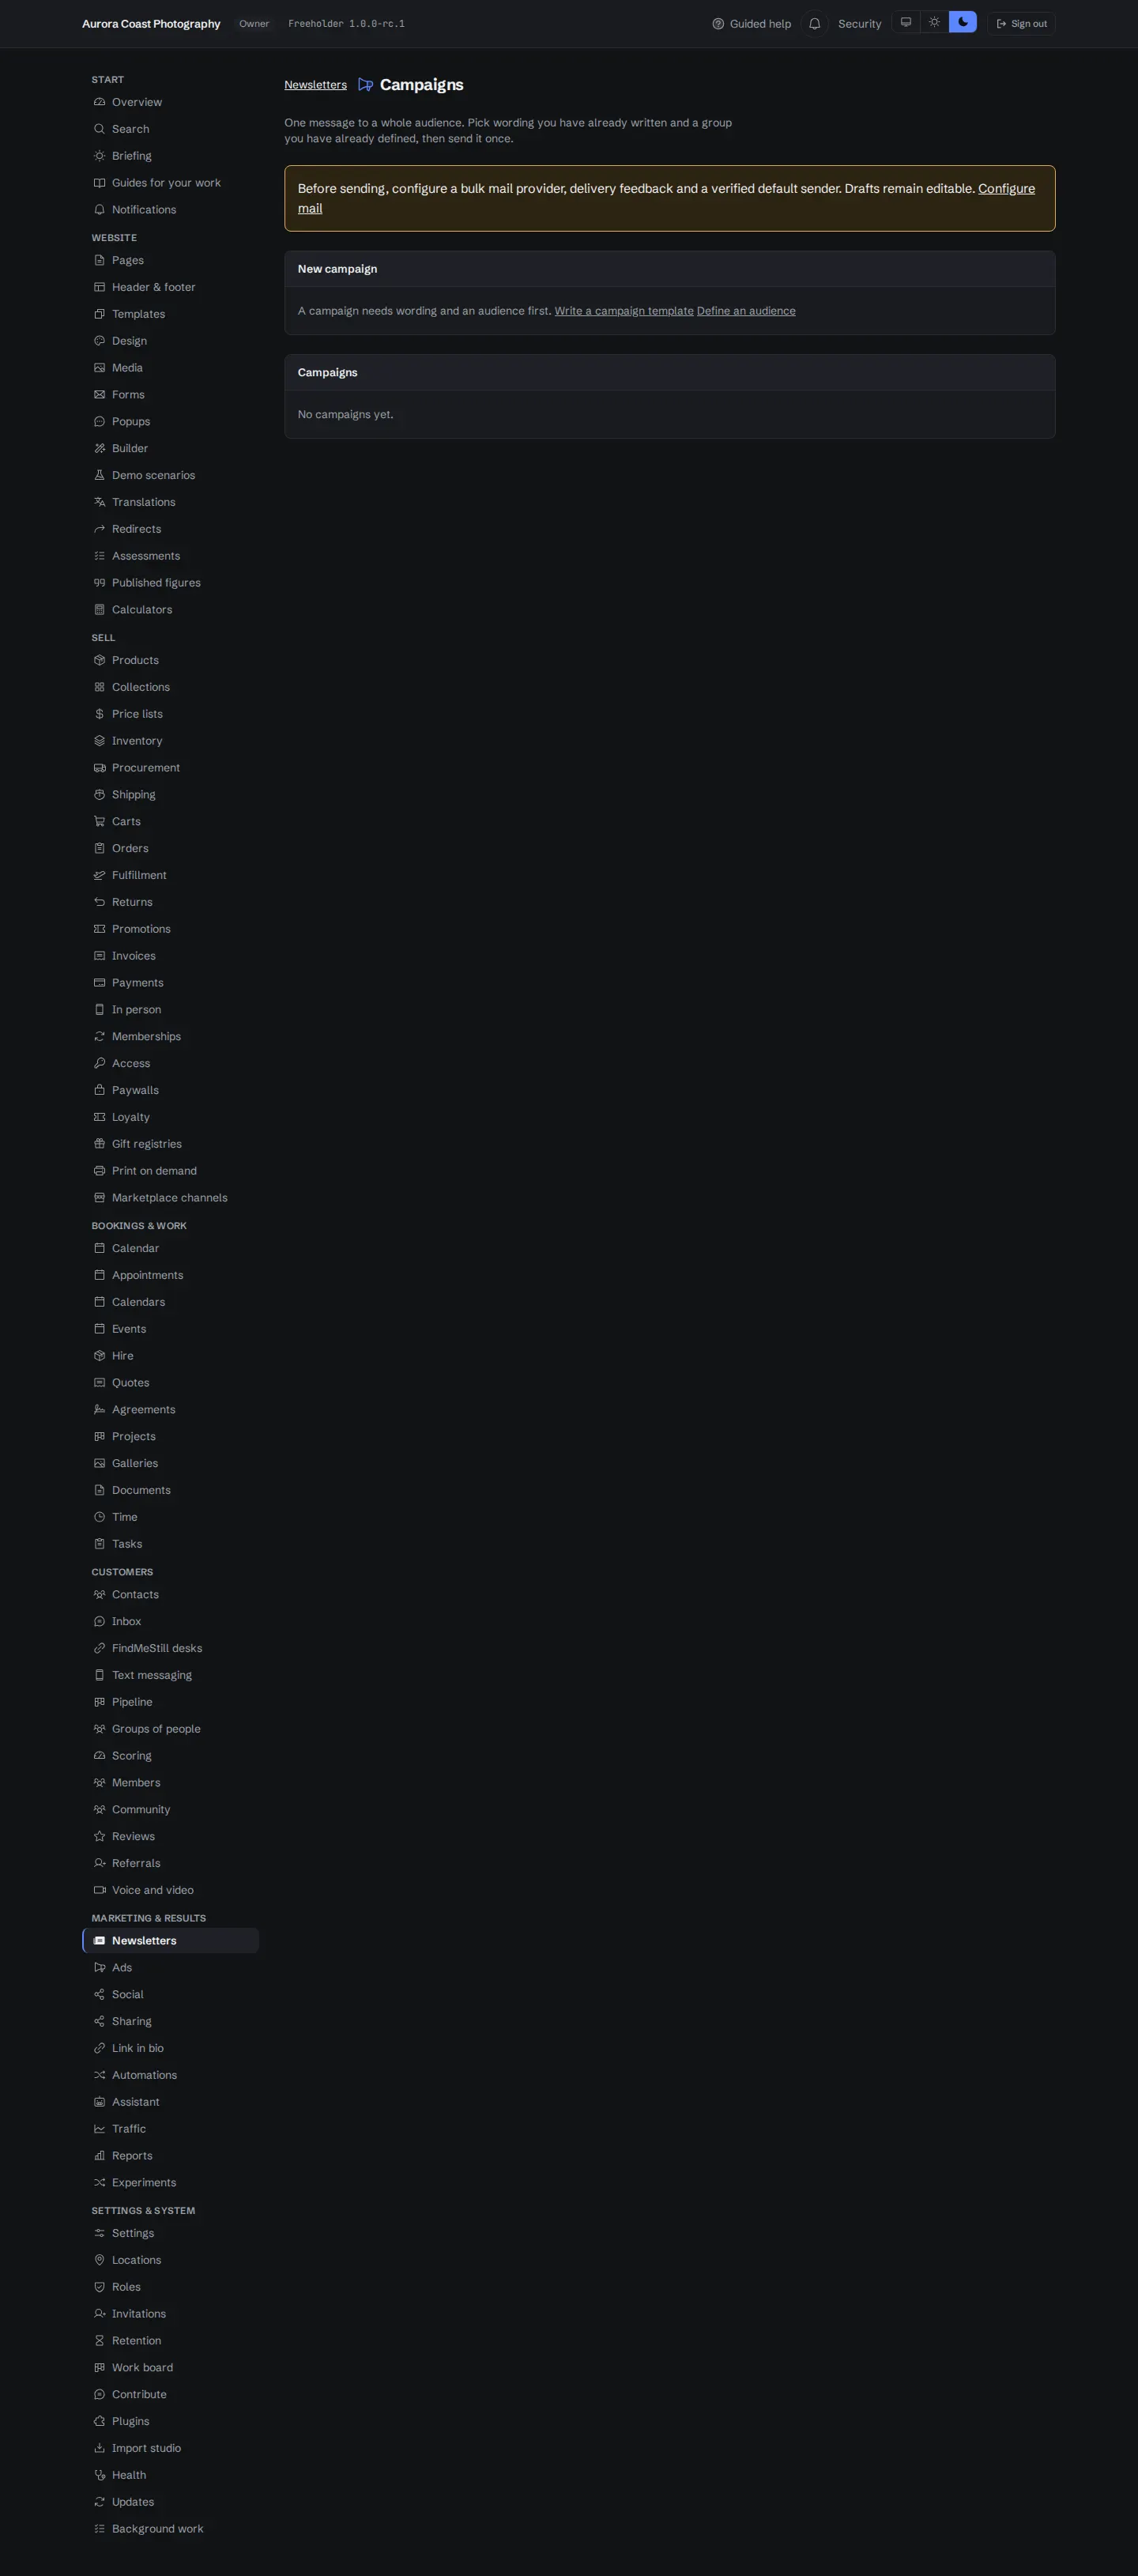 Aurora Coast Photography Owner Freeholder 1.0.0-rc.1 Guided help Security Sign out
START
Overview
Search
Briefing
Guides for your work
Notifications
WEBSITE
Pages
Header & footer
Templates
Design
Media
Forms
Popups
Builder
Demo scenarios
Translations
Redirects
Assessments
Published figures
Calculators
SELL
Products
Collections
Price lists
Inventory
Procurement
Shipping
Carts
Orders
Fulfillment
Returns
Promotions
Invoices
Payments
In person
Memberships
Access
Paywalls
Loyalty
Gift registries
Print on demand
Marketplace channels
BOOKINGS & WORK
Calendar
Appointments
Calendars
Events
Hire
Quotes
Agreements
Projects
Galleries
Documents
Time
Tasks
CUSTOMERS
Contacts
Inbox
FindMeStill desks
Text messaging
Pipeline
Groups of people
Scoring
Members
Community
Reviews
Referrals
Voice and video
MARKETING & RESULTS
Newsletters
Ads
Social
Sharing
Link in bio
Automations
Assistant
Traffic
Reports
Experiments
SETTINGS & SYSTEM
Settings
Locations
Roles
Invitations
Retention
Work board
Contribute
Plugins
Import studio
Health
Updates
Background work
Newsletters Campaigns
One message to a whole audience. Pick wording you have already written and a group
you have already defined, then send it once.
Before sending, configure a bulk mail provider, delivery feedback and a verified default sender. Drafts remain editable. Configure
mail
New campaign
A campaign needs wording and an audience first. Write a campaign template Define an audience
Campaigns
No campaigns yet.